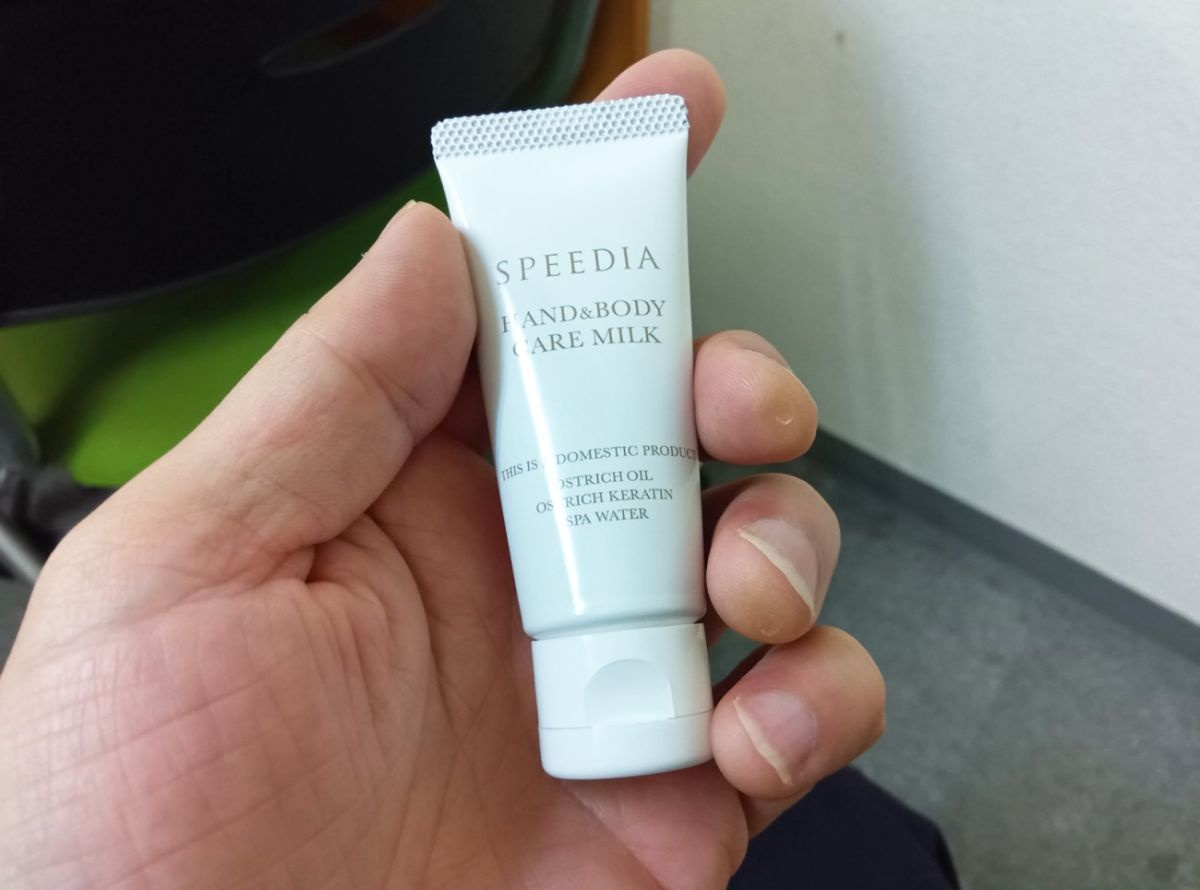 SPEEDIA
HAND&BODY
CARE MILK
THIS IS A DOMESTIC PRODUCT
OSTRICH OIL
OSTRICH KERATIN
SPA WATER